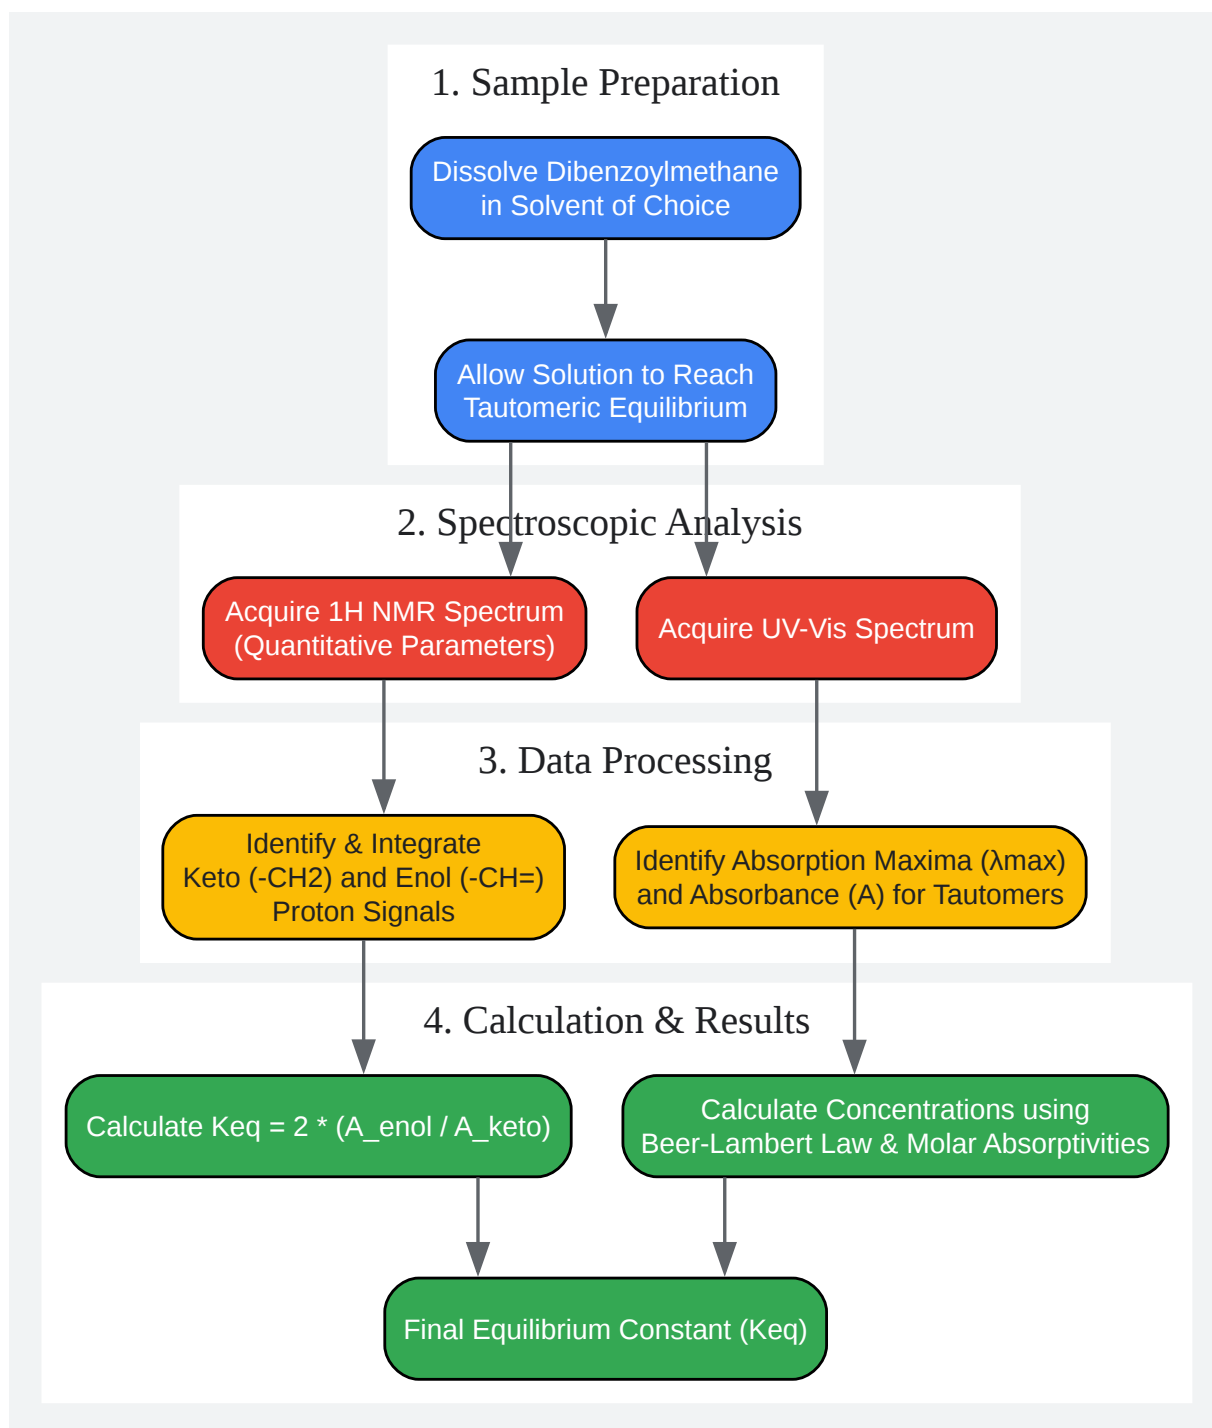 1. Sample Preparation
Dissolve Dibenzoylmethane
in Solvent of Choice
Allow Solution to Reach
Tautomeric Equilibrium
2. Spectroscopic Analysis
Acquire 1H NMR Spectrum
(Quantitative Parameters)
Acquire UV-Vis Spectrum
3. Data Processing
Identify & Integrate
Keto (-CH2) and Enol (-CH=)
Proton Signals
Identify Absorption Maxima (λmax)
and Absorbance (A) for Tautomers
4. Calculation & Results
Calculate Keq = 2 * (A_enol / A_keto)
Calculate Concentrations using
Beer-Lambert Law & Molar Absorptivities
Final Equilibrium Constant (Keq)